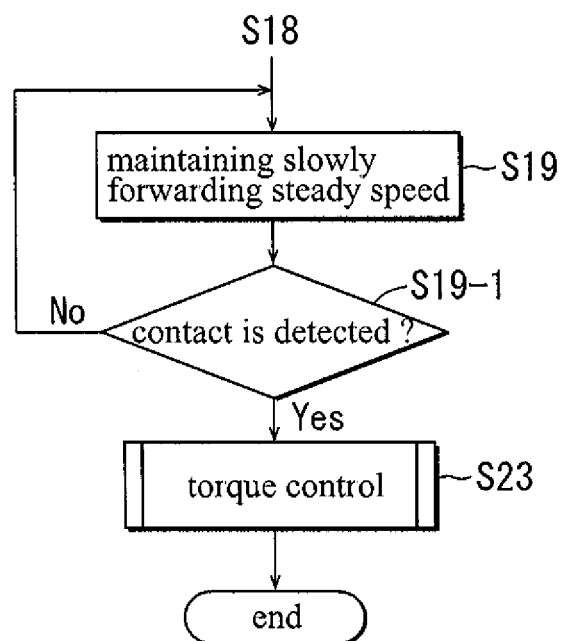 S18
maintaining slowly
forwarding steady speed
S19
S19-1
No
contact is detected ?
Yes
torque control
S23
end